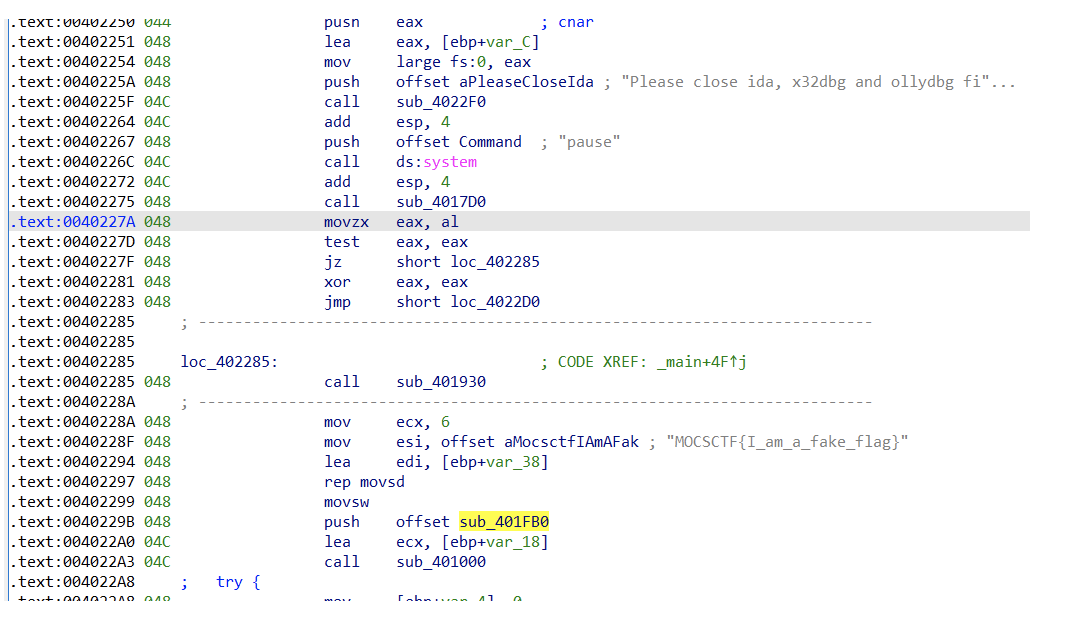 .text:00402250 044 push eax ; char
.text:00402251 048 lea eax, [ebp+var_C]
.text:00402254 048 mov large fs:0, eax
.text:0040225A 048 push offset aPleaseCloseIda ; "Please close ida, x32dbg and ollydbg fi"...
.text:0040225F 04C call sub_4022F0
.text:00402264 04C add esp, 4
.text:00402267 048 push offset Command ; "pause"
.text:0040226C 04C call ds:system
.text:00402272 04C add esp, 4
.text:00402275 048 call sub_4017D0
.text:0040227A 048 movzx eax, al
.text:0040227D 048 test eax, eax
.text:0040227F 048 jz short loc_402285
.text:00402281 048 xor eax, eax
.text:00402283 048 jmp short loc_4022D0
.text:00402285 ; ---------------------------------------------------------------------------
.text:00402285
.text:00402285 loc_402285: ; CODE XREF: _main+4F↑j
.text:00402285 048 call sub_401930
.text:0040228A ; ---------------------------------------------------------------------------
.text:0040228A 048 mov ecx, 6
.text:0040228F 048 mov esi, offset aMocsctfIAmAFak ; "MOCSCTF{I_am_a_fake_flag}"
.text:00402294 048 lea edi, [ebp+var_38]
.text:00402297 048 rep movsd
.text:00402299 048 movsw
.text:0040229B 048 push offset sub_401FB0
.text:004022A0 04C lea ecx, [ebp+var_18]
.text:004022A3 04C call sub_401000
.text:004022A8 ; try {
.text:004022A8 048 mov [ebp+var_4], 0